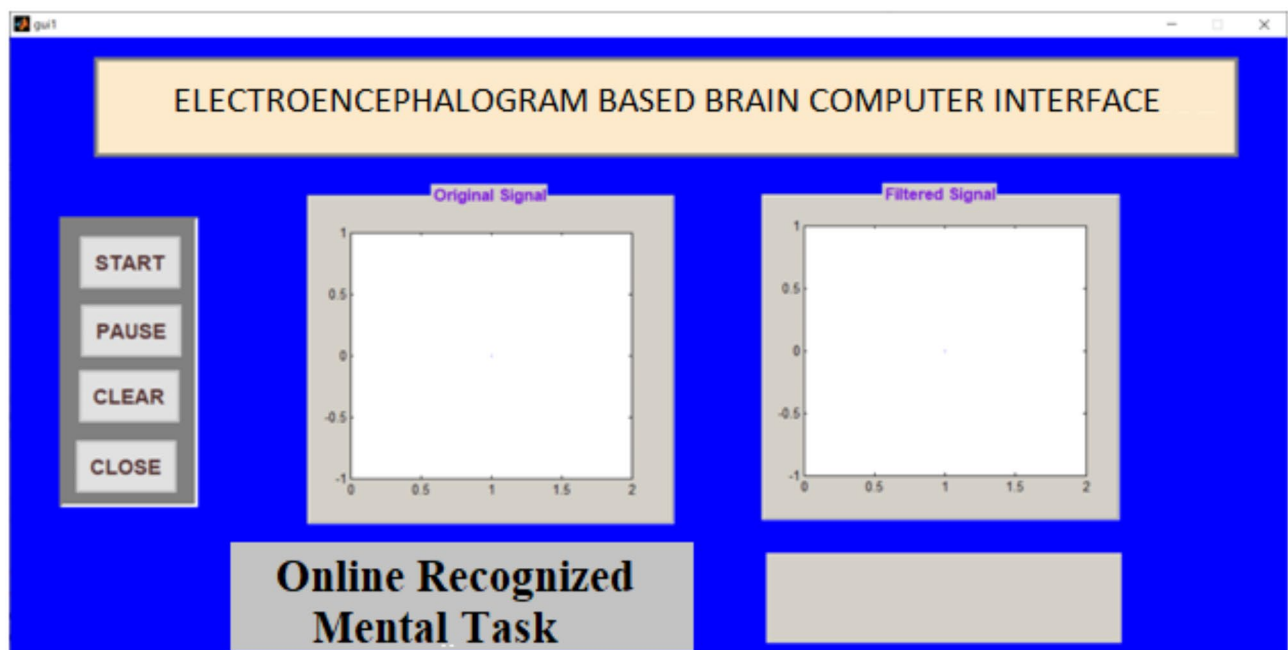 gui1
ELECTROENCEPHALOGRAM BASED BRAIN COMPUTER INTERFACE
Original Signal
Filtered Signal
START
PAUSE
CLEAR
CLOSE
1
0.5
0
-0.5
-1
0 0.5 1 1.5 2
1
0.5
0
-0.5
-1
0 0.5 1 1.5 2
Online Recognized
Mental Task